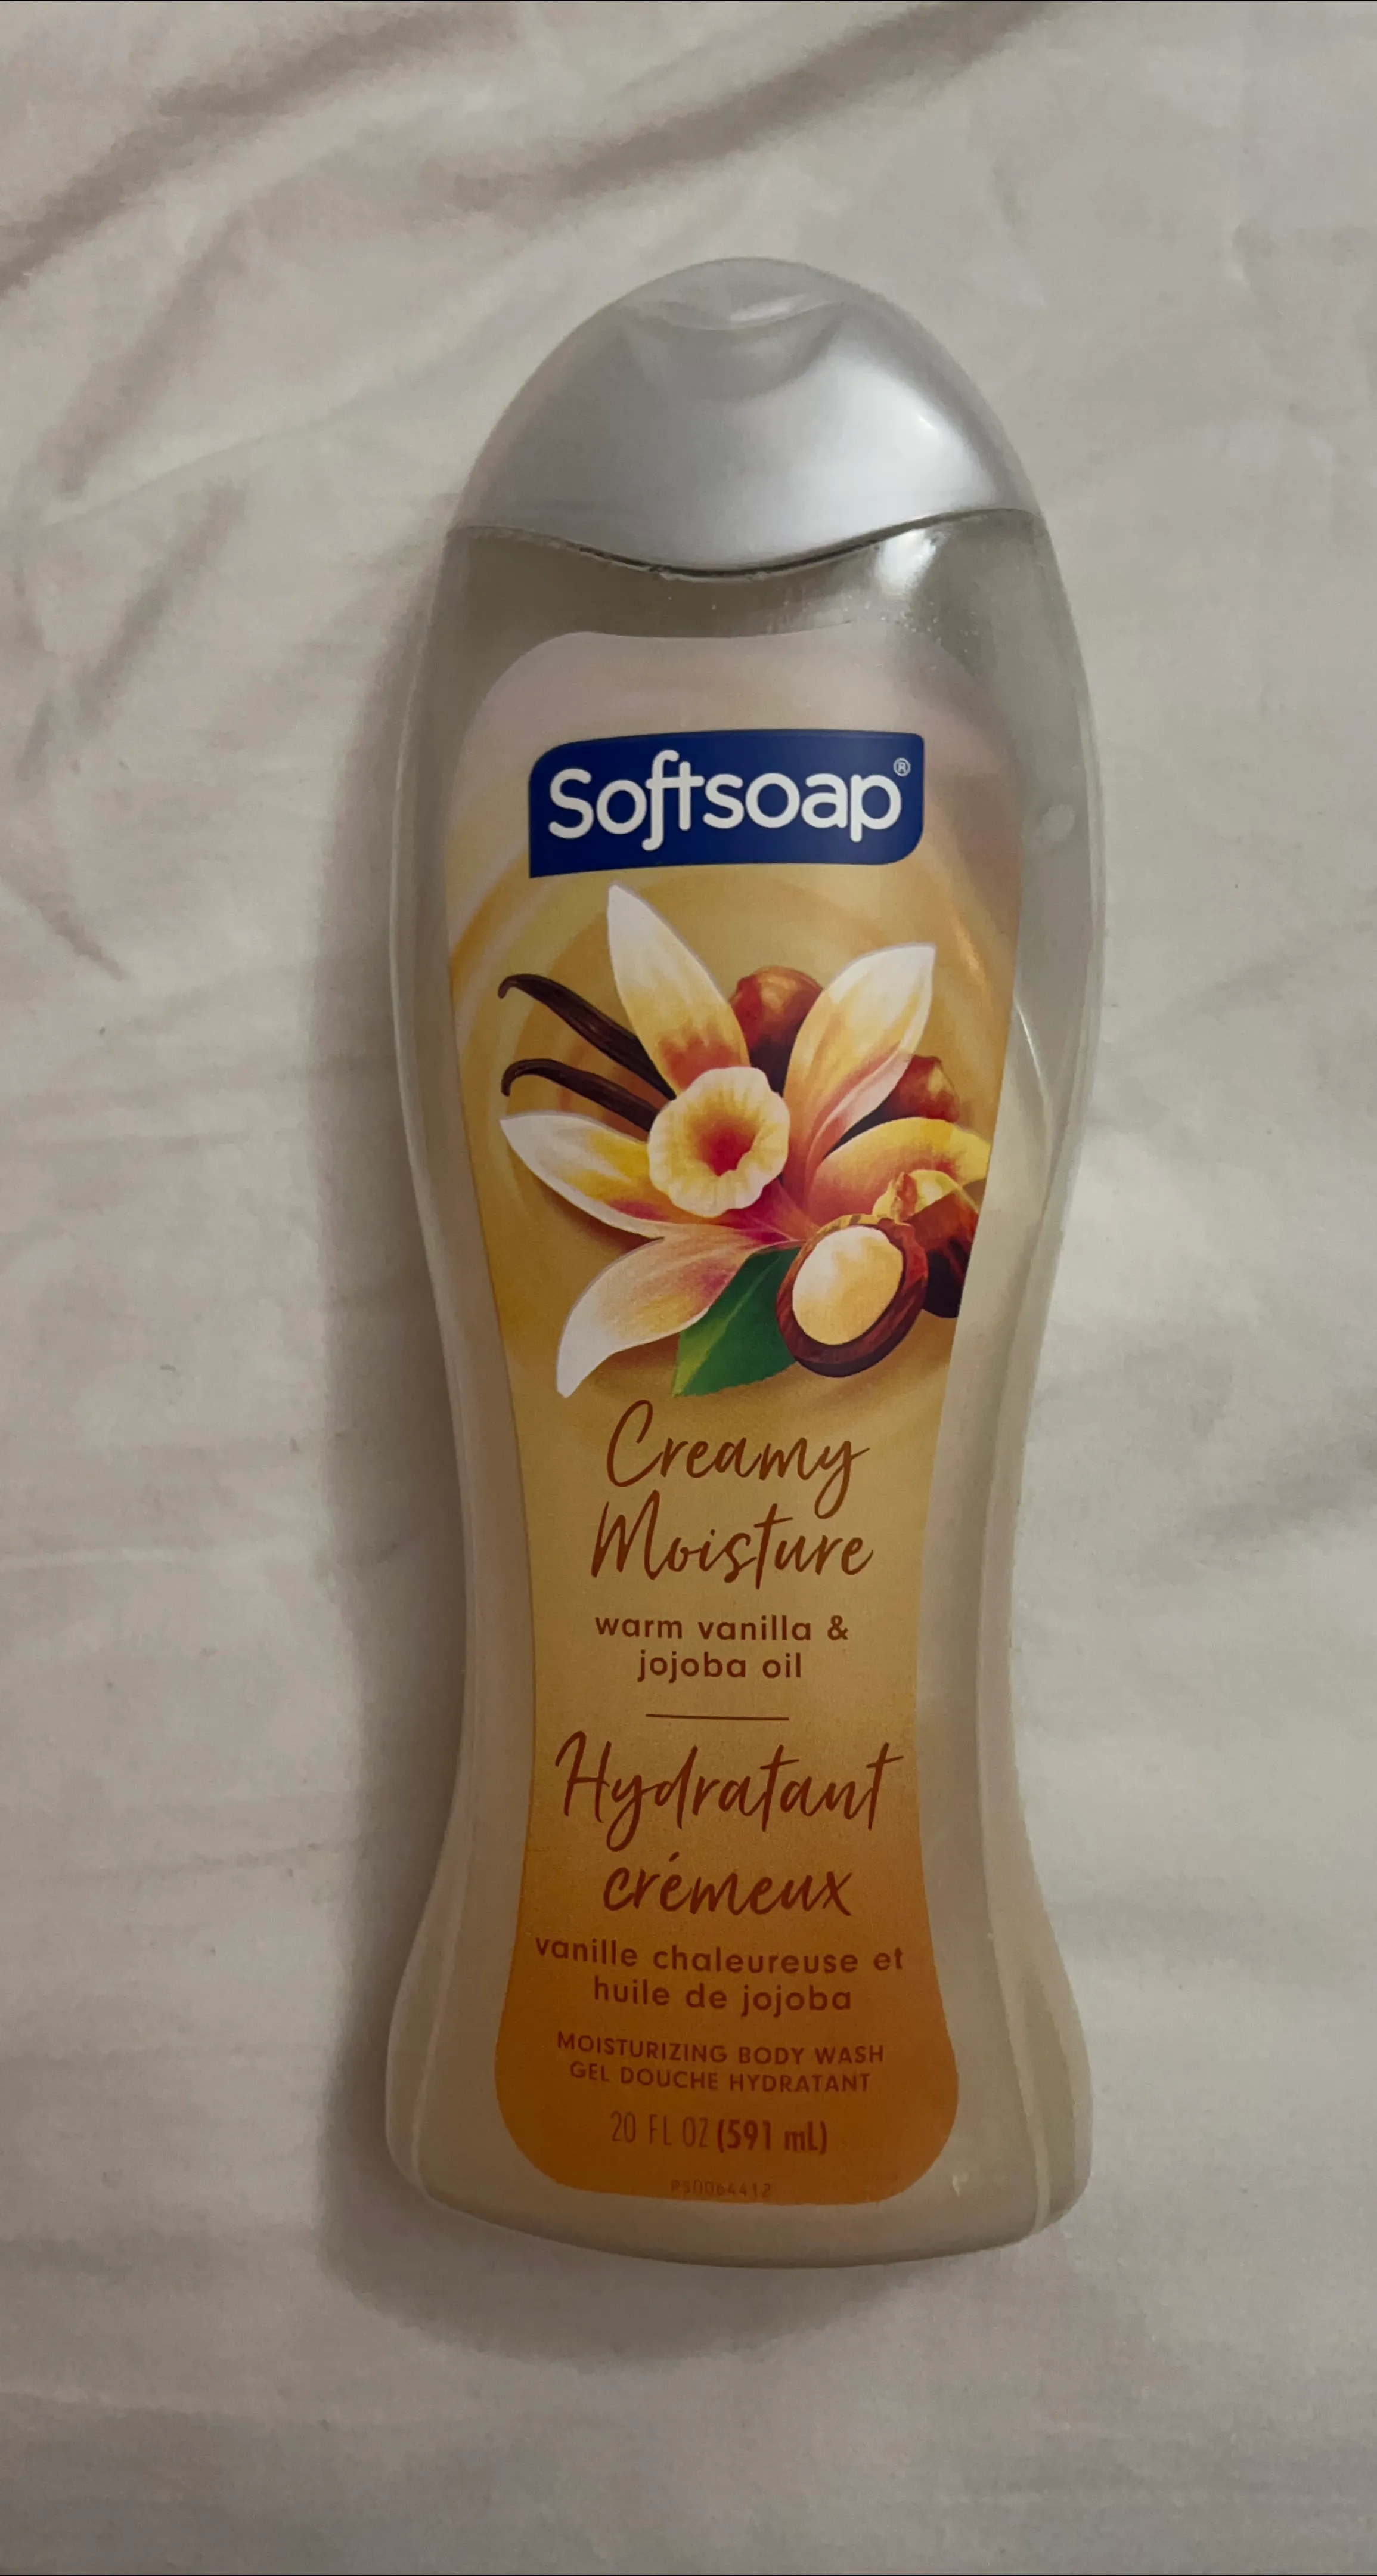 Softsoap®
Creamy
Moisture
warm vanilla &
jojoba oil
Hydratant
crémeux
vanille chaleureuse et
huile de jojoba
MOISTURIZING BODY WASH
GEL DOUCHE HYDRATANT
20 FL OZ (591 mL)
P50064412